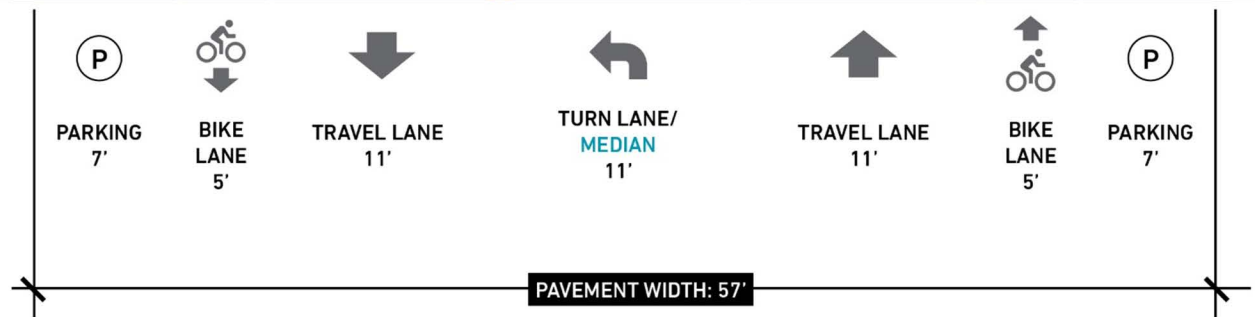 P
PARKING
7’
BIKE
LANE
5’
TRAVEL LANE
11’
TURN LANE/
MEDIAN
11’
TRAVEL LANE
11’
BIKE
LANE
5’
P
PARKING
7’
PAVEMENT WIDTH: 57’